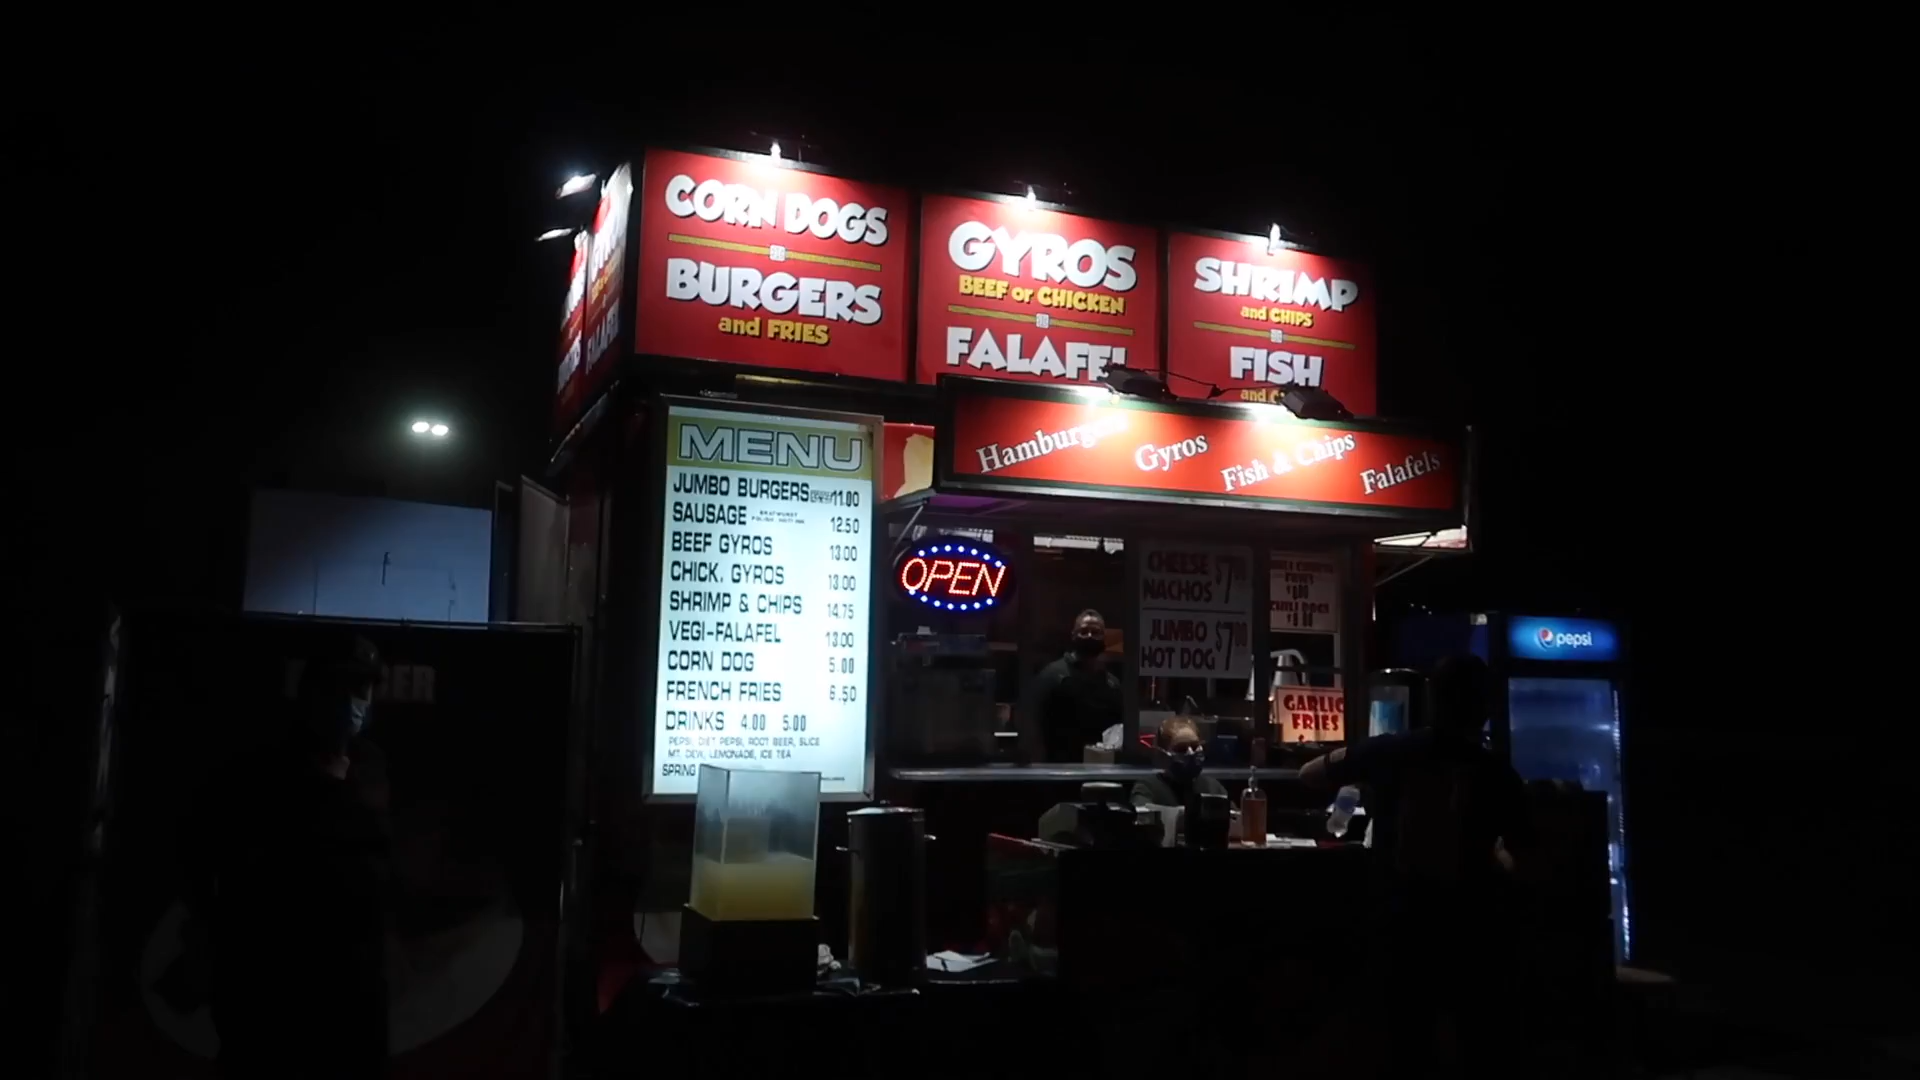 CORN DOGS
BURGERS
and FRIES
GYROS
BEEF or CHICKEN
FALAFEL
SHRIMP
and CHIPS
FISH
and
Hamburgers
Gyros
Fish & Chips
Falafels
MENU
JUMBO BURGERS 11.00
SAUSAGE 12.50
BEEF GYROS 13.00
CHICK. GYROS 13.00
SHRIMP & CHIPS 14.75
VEGI-FALAFEL 13.00
CORN DOG 5.00
FRENCH FRIES 6.50
DRINKS 4.00 5.00
PEPSI, DIET PEPSI, ROOT BEER, SLICE
MT. DEW, LEMONADE, ICE TEA
SPRING
OPEN
CHEESE
NACHOS $7
JUMBO
HOT DOG $7
CHILI DOGS
GARLIC
FRIES
pepsi